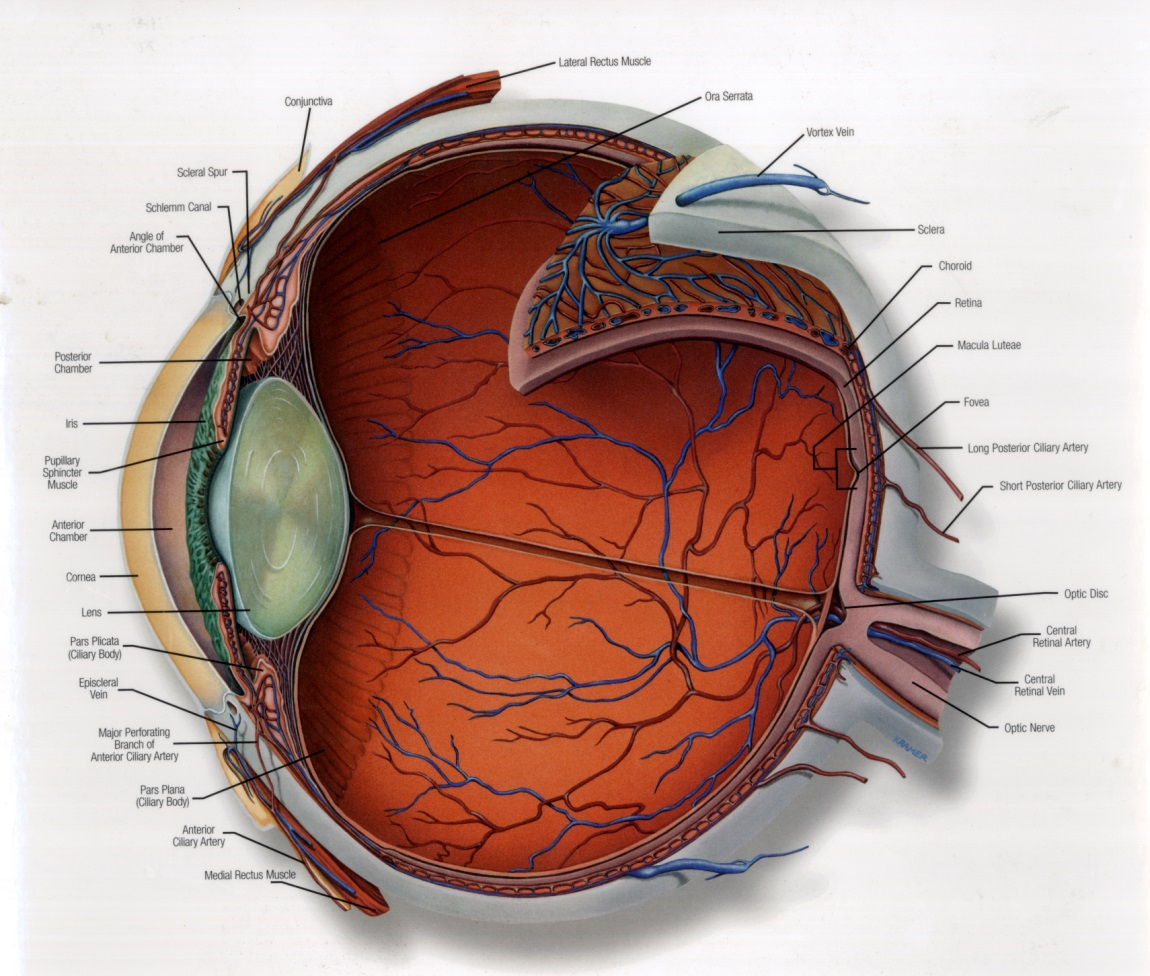 Lateral Rectus Muscle
Conjunctiva
Ora Serrata
Vortex Vein
Scleral Spur
Schlemm Canal
Angle of
Anterior Chamber
Sclera
Choroid
Retina
Macula Luteae
Posterior
Chamber
Fovea
Iris
Long Posterior Ciliary Artery
Pupillary
Sphincter
Muscle
Short Posterior Ciliary Artery
Anterior
Chamber
Cornea
Optic Disc
Lens
Central
Retinal Artery
Pars Plicata
(Ciliary Body)
Central
Retinal Vein
Episcleral
Vein
Optic Nerve
Major Perforating
Branch of
Anterior Ciliary Artery
KRAMER
Pars Plana
(Ciliary Body)
Anterior
Ciliary Artery
Medial Rectus Muscle